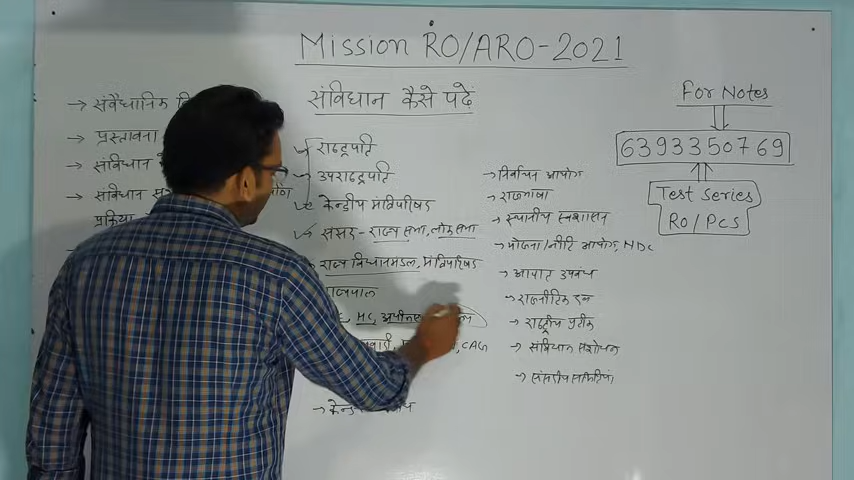 Mission RO/ARO-2021
संविधान कैसे पढ़ें
→ संवैधानिक
→ प्रस्तावना
→ संविधान
→ संविधान
प्रक्रिया
राष्ट्रपति
उपराष्ट्रपति
केन्द्रीय मंत्रिपरिषद
संसद - राज्य सभा, लोक सभा
राज्य विधानमंडल, मंत्रिपरिषद
राज्यपाल
HC,
, CAG
→ निर्वाचन आयोग
→ राजभाषा
→ स्थानीय स्वशासन
→ योजना/नीति आयोग, NDC
→ आपात उपबंध
→ राजनीतिक दल
→ राष्ट्रीय प्रतीक
→ संविधान संशोधन
→ संसदीय समितियां
For Notes
6393350769
Test Series
RO/PCS